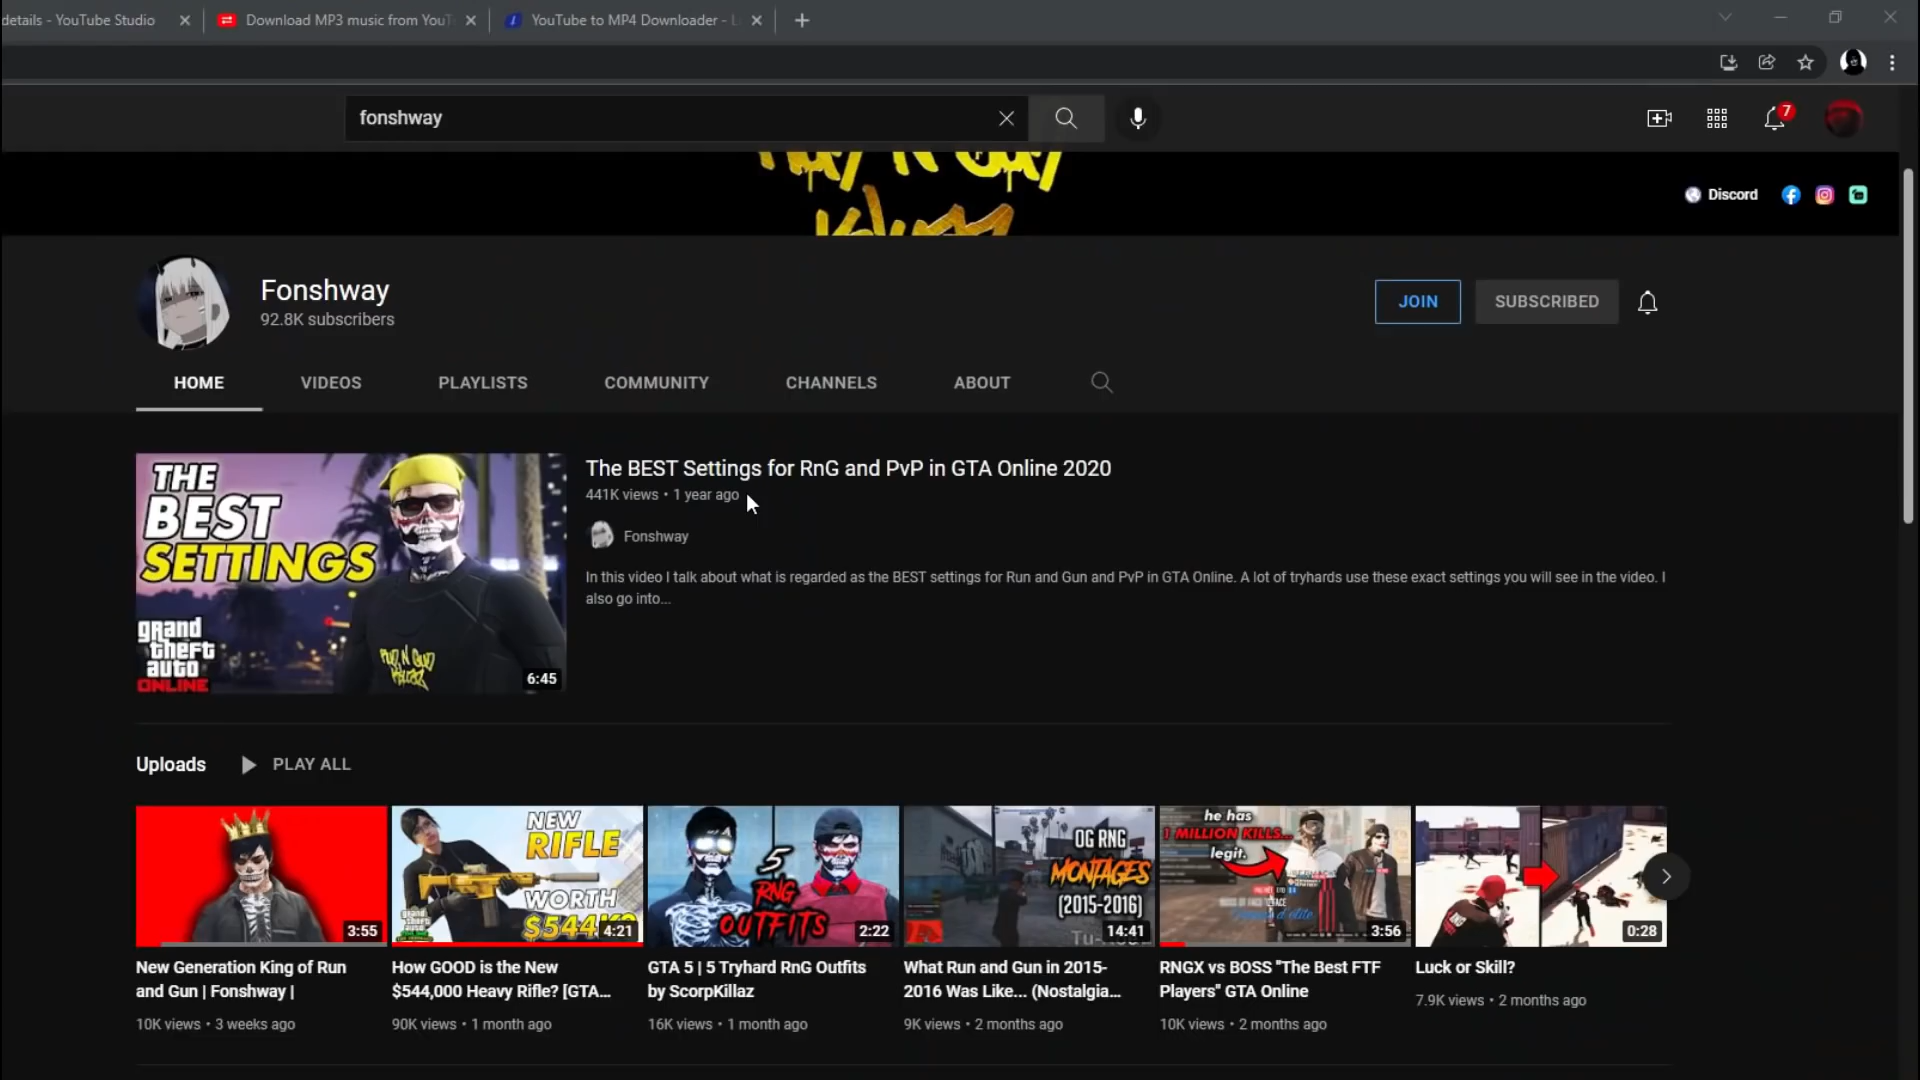 details - YouTube Studio
Download MP3 music from YouT
YouTube to MP4 Downloader - L
fonshway
7
Run N Gun
Discord
Fonshway
92.8K subscribers
JOIN
SUBSCRIBED
HOME
VIDEOS
PLAYLISTS
COMMUNITY
CHANNELS
ABOUT
THE
BEST
SETTINGS
grand
theft
auto
ONLINE
RUN N GUN
KILLAZ
6:45
The BEST Settings for RnG and PvP in GTA Online 2020
441K views • 1 year ago
Fonshway
In this video I talk about what is regarded as the BEST settings for Run and Gun and PvP in GTA Online. A lot of tryhards use these exact settings you will see in the video. I
also go into...
Uploads
PLAY ALL
3:55
NEW
RIFLE
WORTH
$544K?
grand
theft
auto
4:21
5
RNG
OUTFITS
2:22
OG RNG
MONTAGES
(2015-2016)
14:41
he has
1 MILLION KILLS...
legit.
3:56
0:28
New Generation King of Run
and Gun | Fonshway |
10K views • 3 weeks ago
How GOOD is the New
$544,000 Heavy Rifle? [GTA...
90K views • 1 month ago
GTA 5 | 5 Tryhard RnG Outfits
by ScorpKillaz
16K views • 1 month ago
What Run and Gun in 2015-
2016 Was Like... (Nostalgia...
9K views • 2 months ago
RNGX vs BOSS "The Best FTF
Players" GTA Online
10K views • 2 months ago
Luck or Skill?
7.9K views • 2 months ago